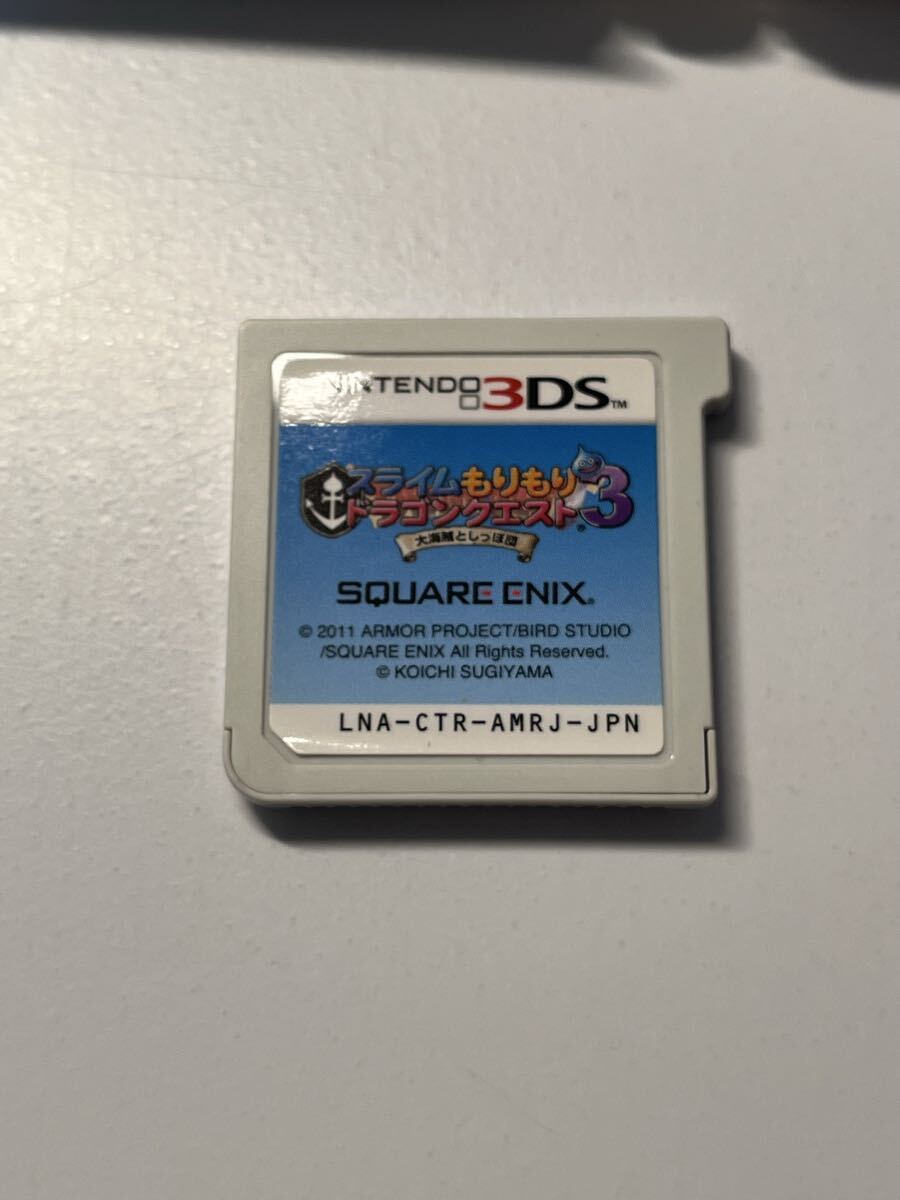 NINTENDO 3DS™
スライムもりもり
ドラゴンクエスト®3
大海賊としっぽ団
SQUARE ENIX®
© 2011 ARMOR PROJECT/BIRD STUDIO
/SQUARE ENIX All Rights Reserved.
© KOICHI SUGIYAMA
LNA-CTR-AMRJ-JPN